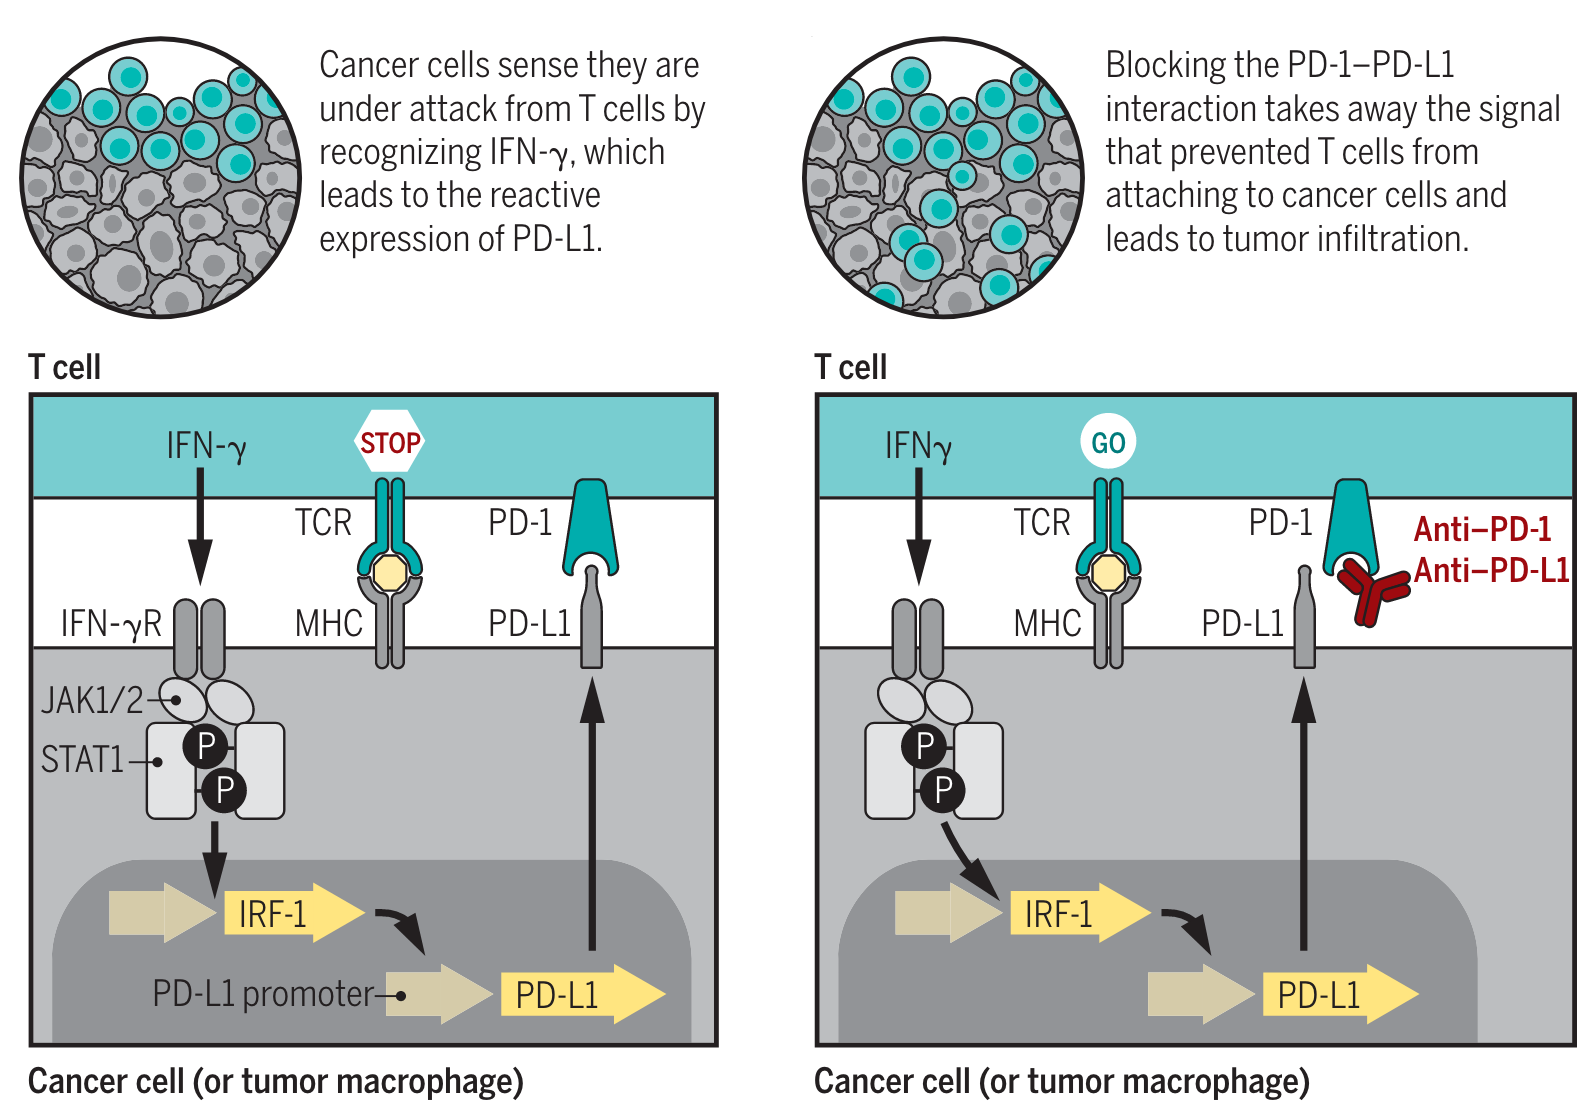 Cancer cells sense they are
under attack from T cells by
recognizing IFN-γ, which
leads to the reactive
expression of PD-L1.
T cell
IFN-γ
STOP
TCR
PD-1
IFN-γR
MHC
PD-L1
JAK1/2
STAT1
P
P
IRF-1
PD-L1 promoter
PD-L1
Cancer cell (or tumor macrophage)
Blocking the PD-1–PD-L1
interaction takes away the signal
that prevented T cells from
attaching to cancer cells and
leads to tumor infiltration.
T cell
IFNγ
GO
TCR
PD-1
Anti–PD-1
Anti–PD-L1
MHC
PD-L1
P
P
IRF-1
PD-L1
Cancer cell (or tumor macrophage)